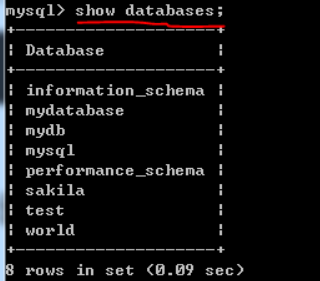 mysql> show databases;
+--------------------+
| Database           |
+--------------------+
| information_schema |
| mydatabase         |
| mydb               |
| mysql              |
| performance_schema |
| sakila             |
| test               |
| world              |
+--------------------+
8 rows in set (0.09 sec)